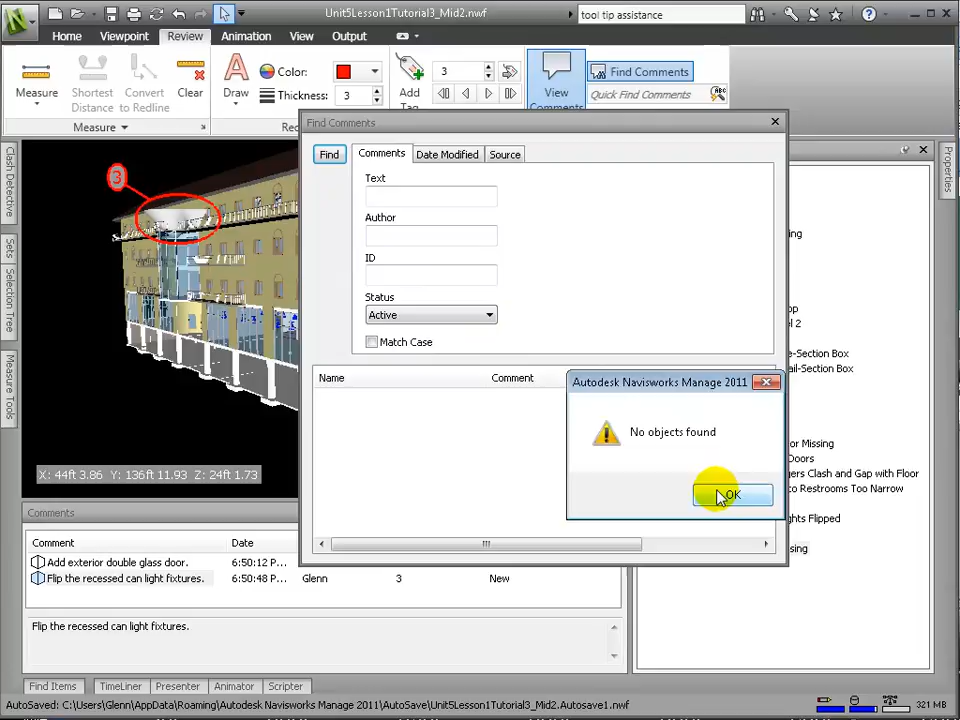 Unit5Lesson1Tutorial3_Mid2.nwf
tool tip assistance
Home
Viewpoint
Review
Animation
View
Output
Measure
Shortest Distance
Convert to Redline
Clear
Draw
Color:
Thickness: 3
Add Tag
3
View Comments
Find Comments
Quick Find Comments
Measure
Find Comments
Find
Comments
Date Modified
Source
Text
Author
ID
Status
Active
Match Case
Name
Comment
Autodesk Navisworks Manage 2011
No objects found
OK
Clash Detective
Sets
Selection Tree
Measure Tools
Properties
3
X: 44ft 3.86 Y: 136ft 11.93 Z: 24ft 1.73
ing
op
l 2
e-Section Box
ail-Section Box
or Missing
Doors
gers Clash and Gap with Floor
to Restrooms Too Narrow
ghts Flipped
sing
Comments
Comment
Date
Add exterior double glass door.
6:50:12 P...
Flip the recessed can light fixtures.
6:50:48 P...
Glenn
3
New
Flip the recessed can light fixtures.
Find Items
TimeLiner
Presenter
Animator
Scripter
AutoSaved: C:\Users\Glenn\AppData\Roaming\Autodesk Navisworks Manage 2011\AutoSave\Unit5Lesson1Tutorial3_Mid2.Autosave1.nwf
321 MB